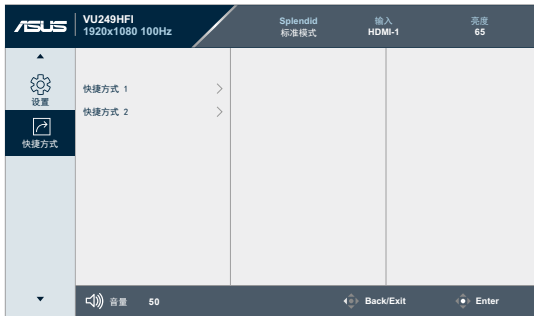 ASUS
VU249HFI
1920x1080 100Hz
Splendid
标准模式
输入
HDMI-1
亮度
65
设置
快捷方式
快捷方式 1
快捷方式 2
音量 50
Back/Exit
Enter